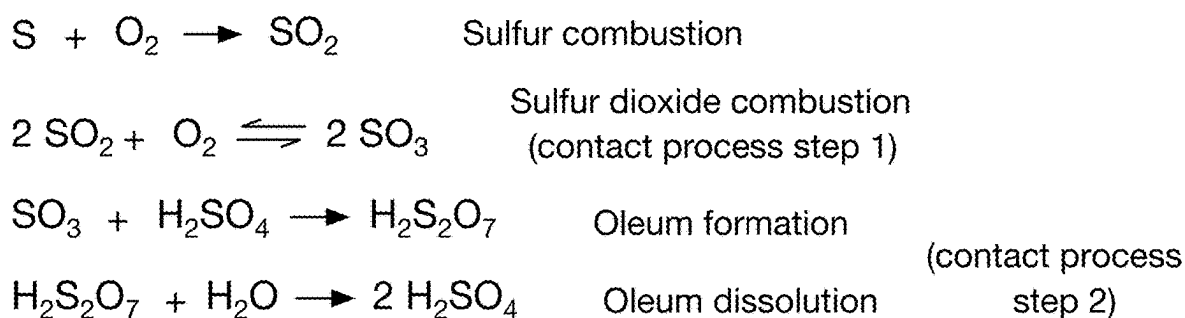 S + O₂ → SO₂ Sulfur combustion
2 SO₂ + O₂ ⇌ 2 SO₃ Sulfur dioxide combustion
(contact process step 1)
SO₃ + H₂SO₄ → H₂S₂O₇ Oleum formation
H₂S₂O₇ + H₂O → 2 H₂SO₄ Oleum dissolution
(contact process
step 2)